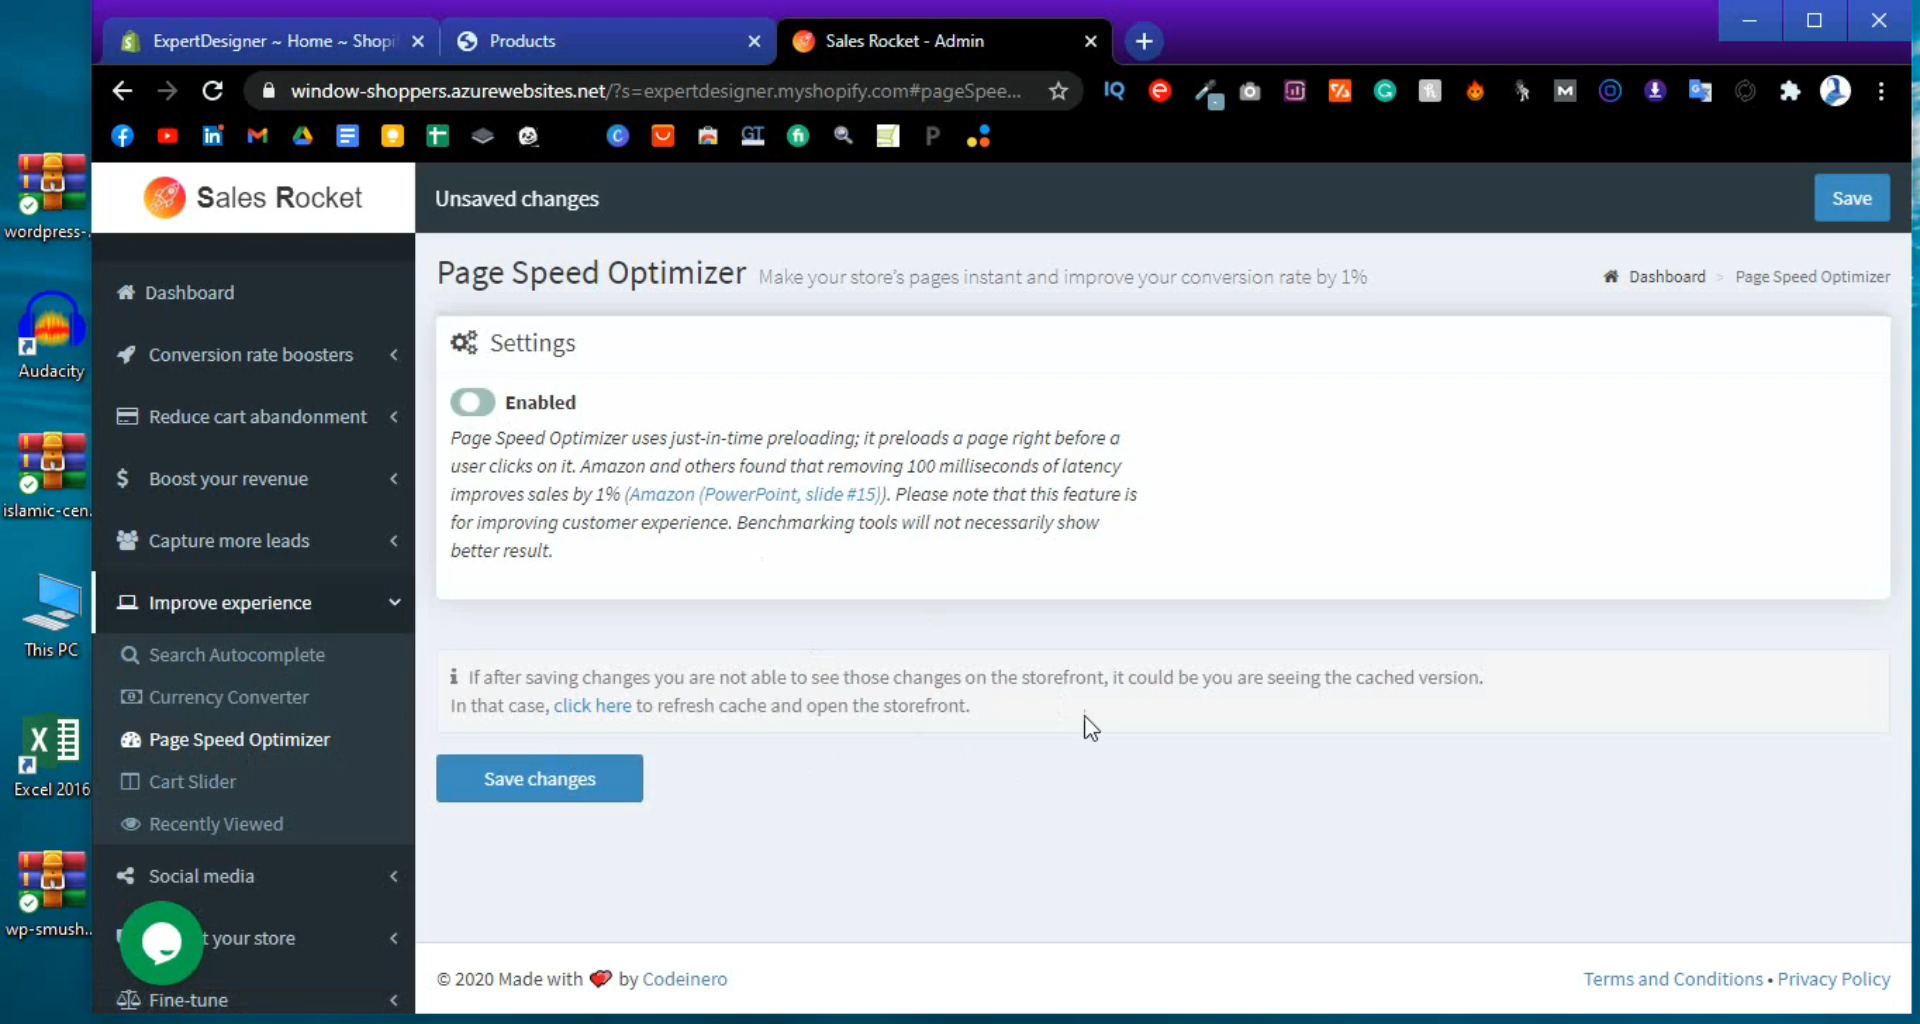 ExpertDesigner ~ Home ~ Shopi
Products
Sales Rocket - Admin
window-shoppers.azurewebsites.net/?s=expertdesigner.myshopify.com#pageSpee...
Sales Rocket
Unsaved changes
Save
wordpress-.
Audacity
islamic-cen.
This PC
Excel 2016
wp-smush..
Dashboard
Conversion rate boosters
Reduce cart abandonment
Boost your revenue
Capture more leads
Improve experience
Search Autocomplete
Currency Converter
Page Speed Optimizer
Cart Slider
Recently Viewed
Social media
t your store
Fine-tune
Page Speed Optimizer Make your store's pages instant and improve your conversion rate by 1%
Dashboard > Page Speed Optimizer
Settings
Enabled
Page Speed Optimizer uses just-in-time preloading; it preloads a page right before a
user clicks on it. Amazon and others found that removing 100 milliseconds of latency
improves sales by 1% (Amazon (PowerPoint, slide #15)). Please note that this feature is
for improving customer experience. Benchmarking tools will not necessarily show
better result.
If after saving changes you are not able to see those changes on the storefront, it could be you are seeing the cached version.
In that case, click here to refresh cache and open the storefront.
Save changes
© 2020 Made with ❤ by Codeinero
Terms and Conditions • Privacy Policy